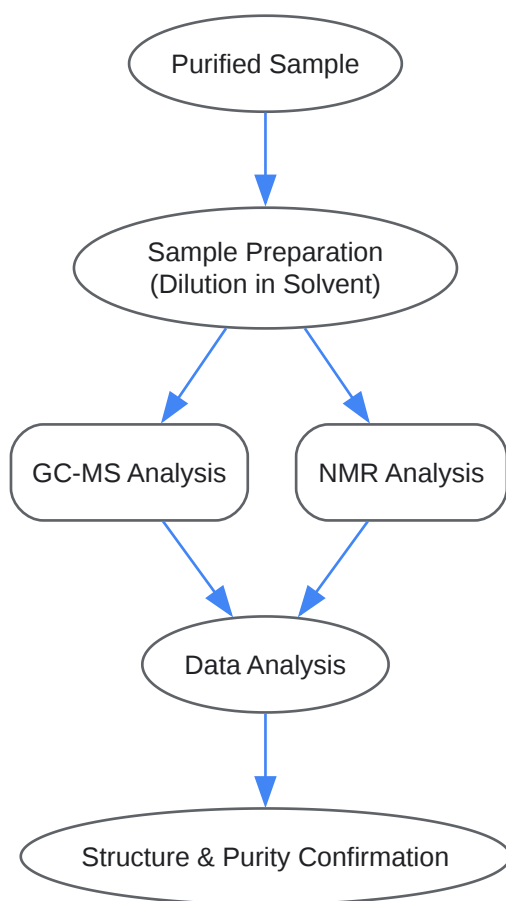 Purified Sample
Sample Preparation
(Dilution in Solvent)
GC-MS Analysis
NMR Analysis
Data Analysis
Structure & Purity Confirmation